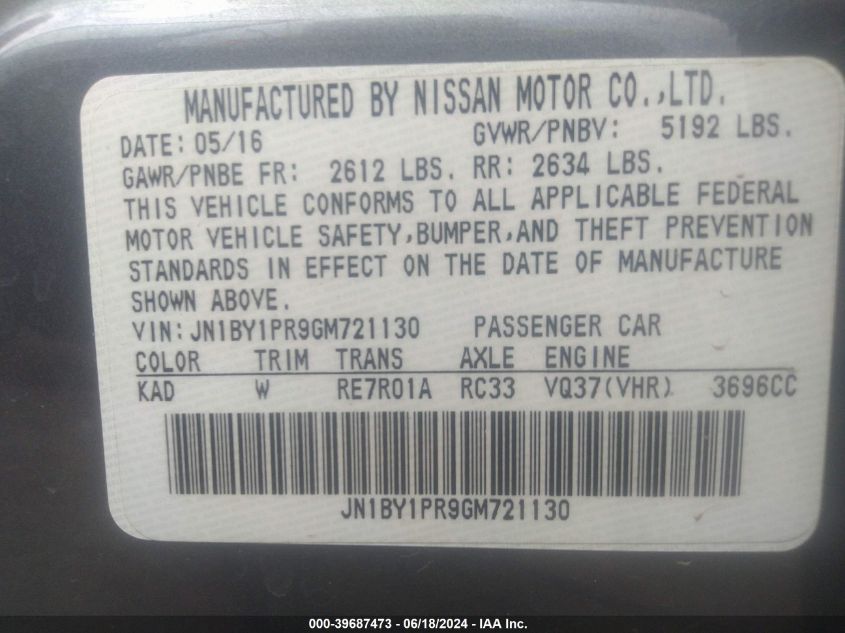 MANUFACTURED BY NISSAN MOTOR CO.,LTD.
DATE: 05/16 GVWR/PNBV: 5192 LBS.
GAWR/PNBE FR: 2612 LBS. RR: 2634 LBS.
THIS VEHICLE CONFORMS TO ALL APPLICABLE FEDERAL
MOTOR VEHICLE SAFETY,BUMPER,AND THEFT PREVENTION
STANDARDS IN EFFECT ON THE DATE OF MANUFACTURE
SHOWN ABOVE.
VIN:JN1BY1PR9GM721130 PASSENGER CAR
COLOR TRIM TRANS AXLE ENGINE
KAD W RE7R01A RC33 VQ37(VHR) 3696CC
JN1BY1PR9GM721130
000-39687473 - 06/18/2024 - IAA Inc.